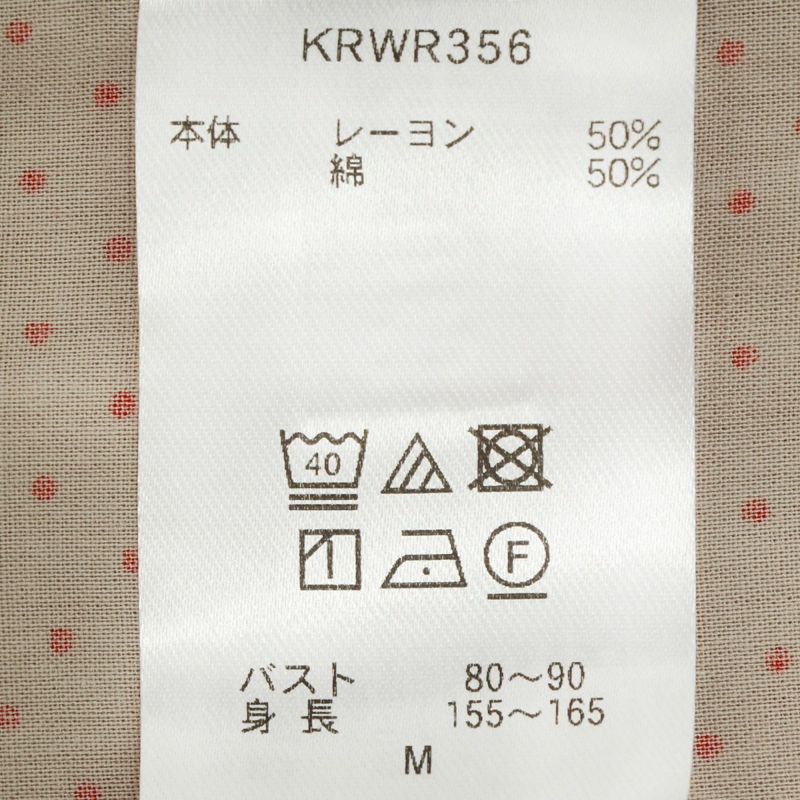 KRWR356
本体 レーヨン 50%
綿 50%
40
F
バスト 80～90
身長 155～165
M